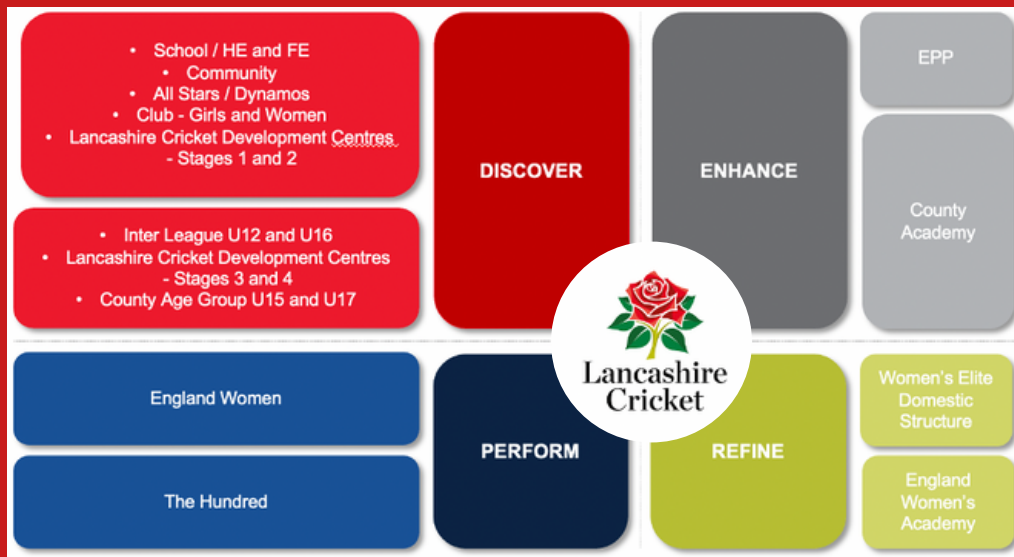 • School / HE and FE
• Community
• All Stars / Dynamos
• Club - Girls and Women
• Lancashire Cricket Development Centres
- Stages 1 and 2
• Inter League U12 and U16
• Lancashire Cricket Development Centres
- Stages 3 and 4
• County Age Group U15 and U17
DISCOVER
ENHANCE
EPP
County
Academy
Lancashire
Cricket
England Women
The Hundred
PERFORM
REFINE
Women's Elite
Domestic
Structure
England
Women's
Academy